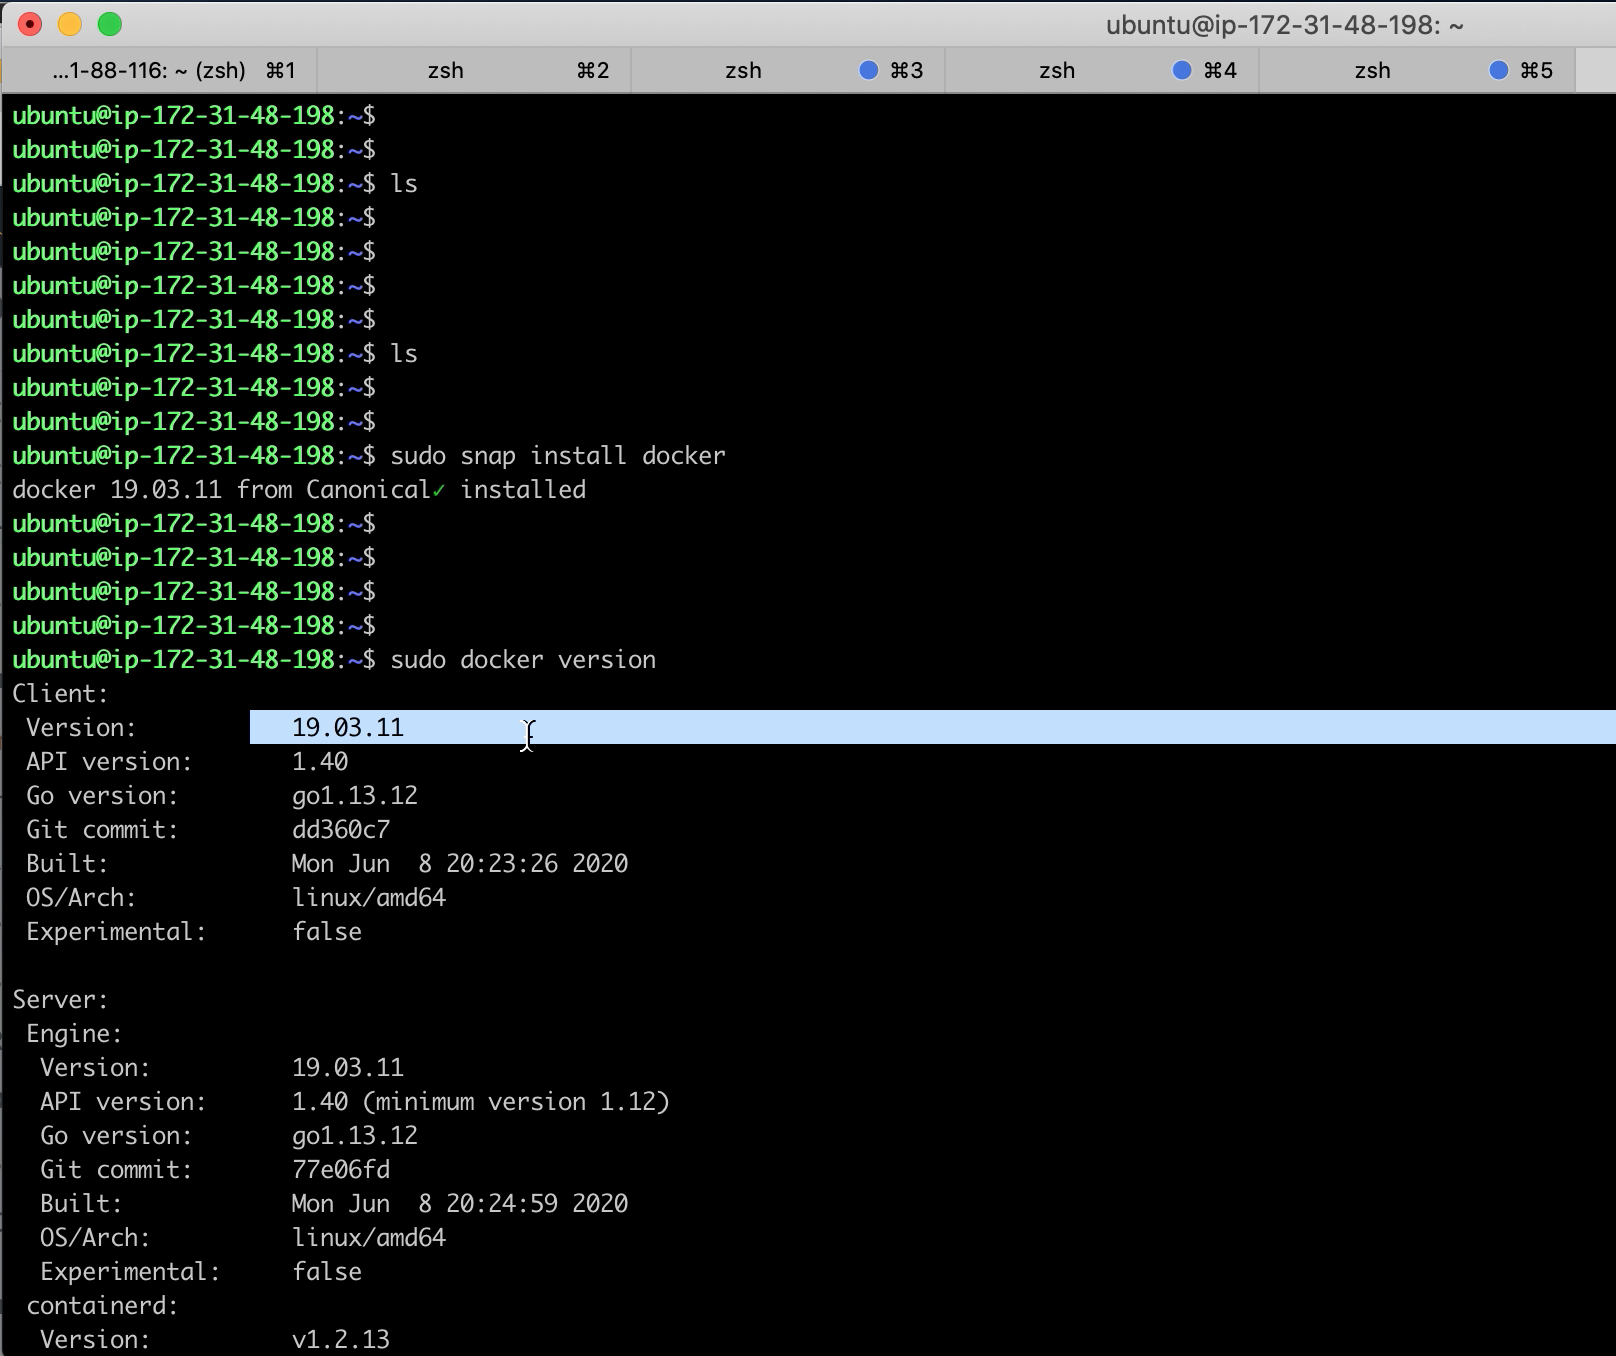 ubuntu@ip-172-31-48-198: ~
...1-88-116: ~ (zsh) ⌘1 zsh ⌘2 zsh ⌘3 zsh ⌘4 zsh ⌘5
ubuntu@ip-172-31-48-198:~$
ubuntu@ip-172-31-48-198:~$
ubuntu@ip-172-31-48-198:~$ ls
ubuntu@ip-172-31-48-198:~$
ubuntu@ip-172-31-48-198:~$
ubuntu@ip-172-31-48-198:~$
ubuntu@ip-172-31-48-198:~$
ubuntu@ip-172-31-48-198:~$ ls
ubuntu@ip-172-31-48-198:~$
ubuntu@ip-172-31-48-198:~$
ubuntu@ip-172-31-48-198:~$ sudo snap install docker
docker 19.03.11 from Canonical✓ installed
ubuntu@ip-172-31-48-198:~$
ubuntu@ip-172-31-48-198:~$
ubuntu@ip-172-31-48-198:~$
ubuntu@ip-172-31-48-198:~$
ubuntu@ip-172-31-48-198:~$ sudo docker version
Client:
 Version:           19.03.11
 API version:       1.40
 Go version:        go1.13.12
 Git commit:        dd360c7
 Built:             Mon Jun  8 20:23:26 2020
 OS/Arch:           linux/amd64
 Experimental:      false
Server:
 Engine:
  Version:          19.03.11
  API version:      1.40 (minimum version 1.12)
  Go version:       go1.13.12
  Git commit:       77e06fd
  Built:            Mon Jun  8 20:24:59 2020
  OS/Arch:          linux/amd64
  Experimental:     false
 containerd:
  Version:          v1.2.13